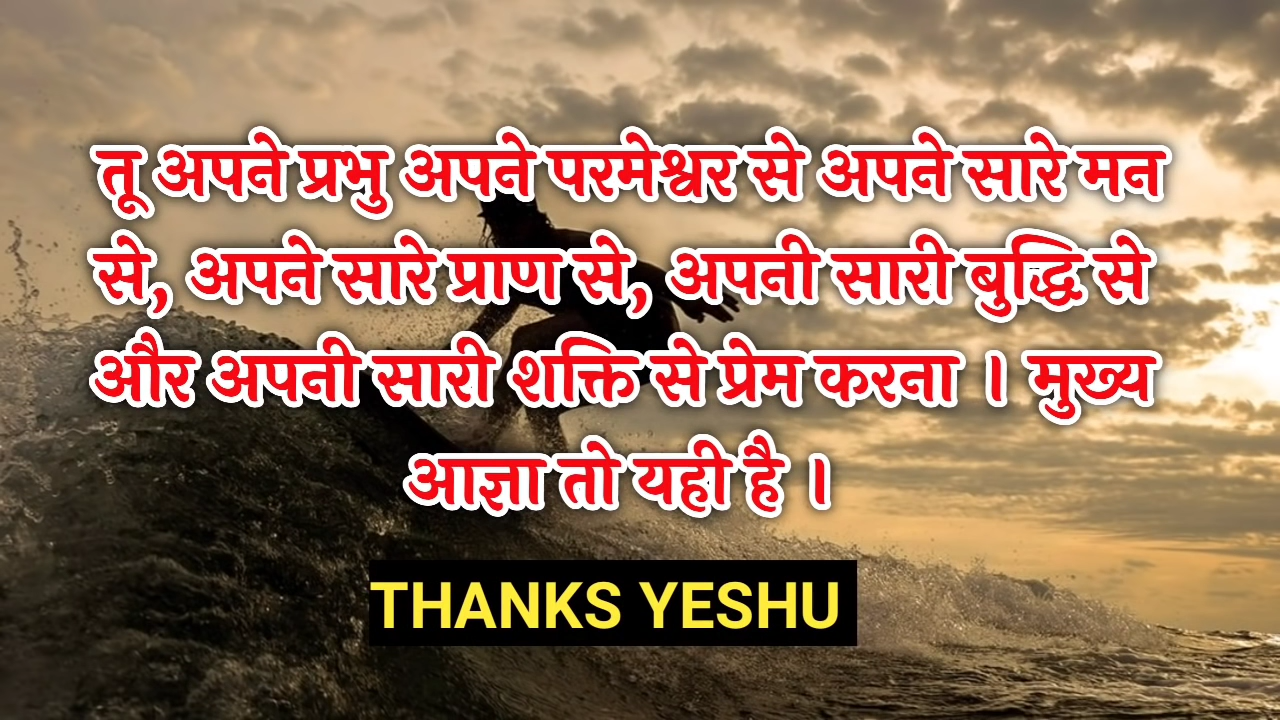 तू अपने प्रभु अपने परमेश्वर से अपने सारे मन
से, अपने सारे प्राण से, अपनी सारी बुद्धि से
और अपनी सारी शक्ति से प्रेम करना । मुख्य
आज्ञा तो यही है ।
THANKS YESHU